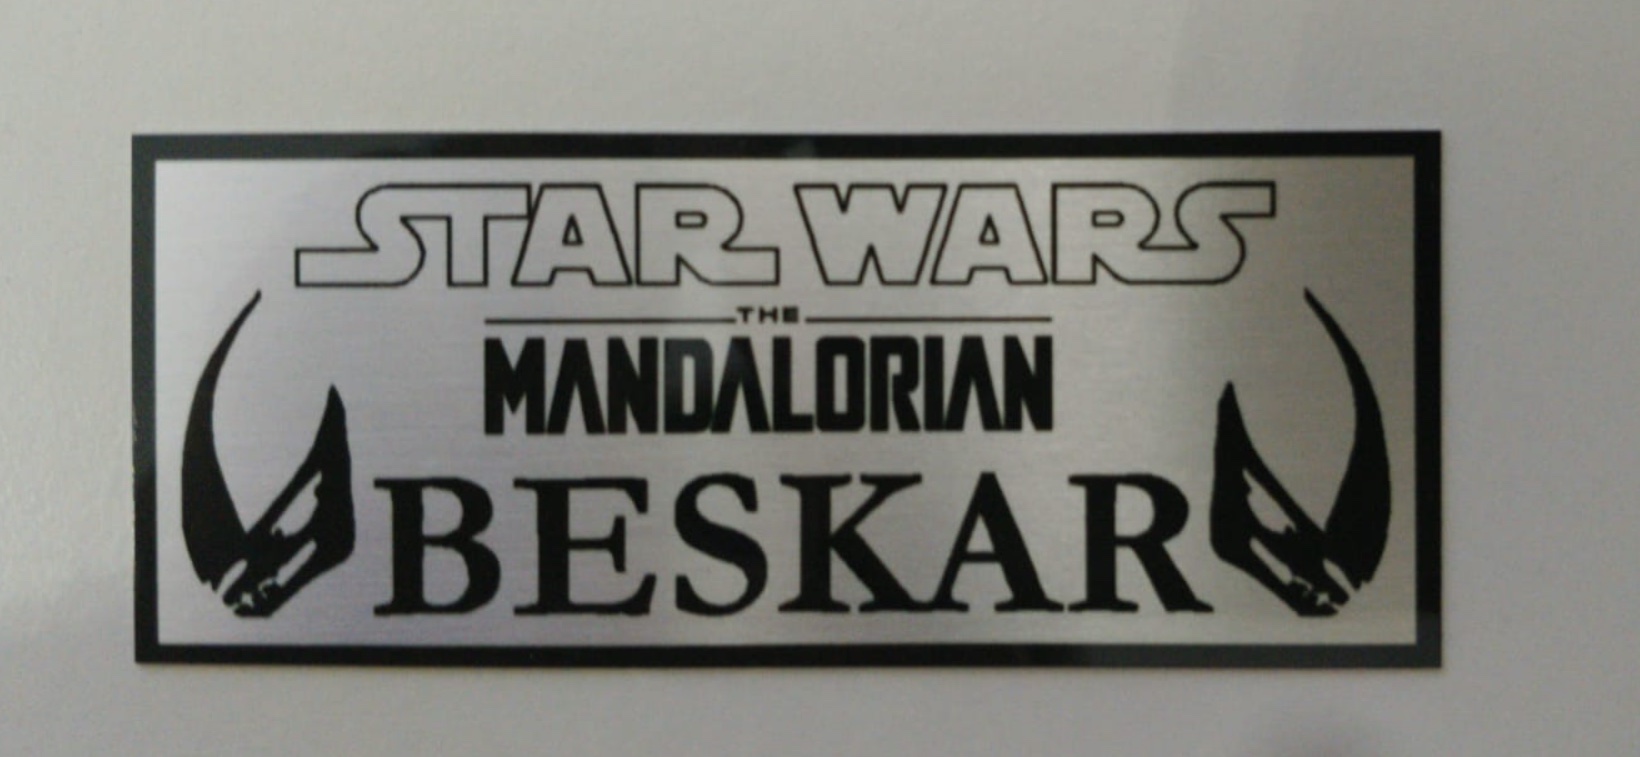 STAR WARS
THE
MANDALORIAN
BESKAR